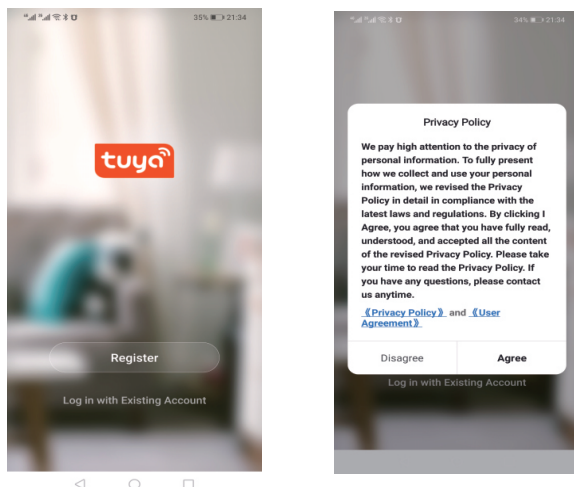 35% 21:34
tuya
Register
Log in with Existing Account
34% 21:34
Privacy Policy
We pay high attention to the privacy of
personal information. To fully present
how we collect and use your personal
information, we revised the Privacy
Policy in detail in compliance with the
latest laws and regulations. By clicking I
Agree, you agree that you have fully read,
understood, and accepted all the content
of the revised Privacy Policy. Please take
your time to read the Privacy Policy. If
you have any questions, please contact
us anytime.
《Privacy Policy》 and 《User
Agreement》
Disagree Agree
Log in with Existing Account